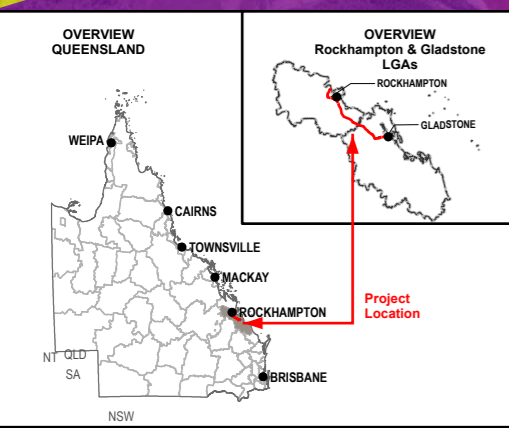 OVERVIEW
QUEENSLAND
WEIPA
CAIRNS
TOWNSVILLE
MACKAY
ROCKHAMPTON
BRISBANE
NT
QLD
SA
NSW
OVERVIEW
Rockhampton & Gladstone
LGAs
ROCKHAMPTON
GLADSTONE
Project
Location